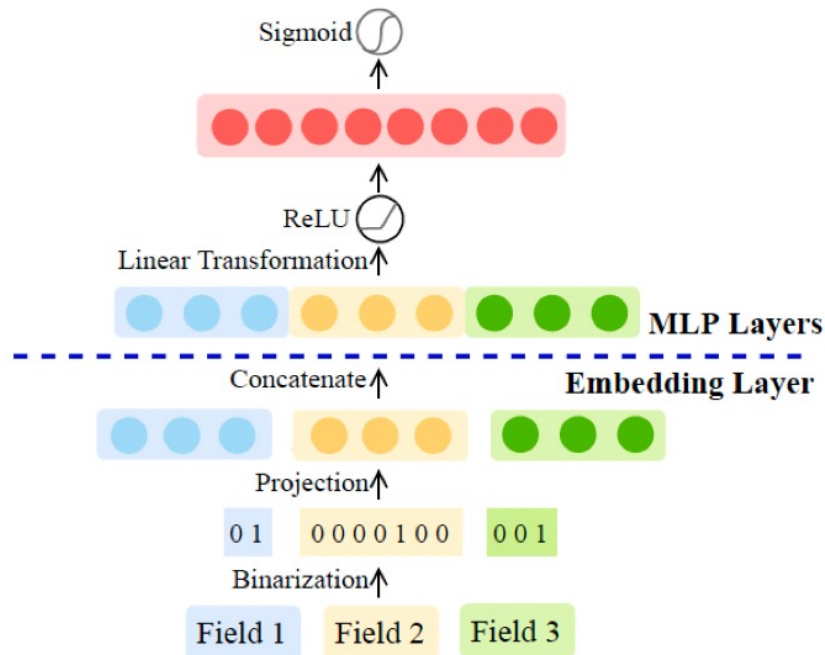 Sigmoid
ReLU
Linear Transformation
MLP Layers
Concatenate
Embedding Layer
Projection
0 1 0 0 0 0 1 0 0 0 0 1
Binarization
Field 1 Field 2 Field 3